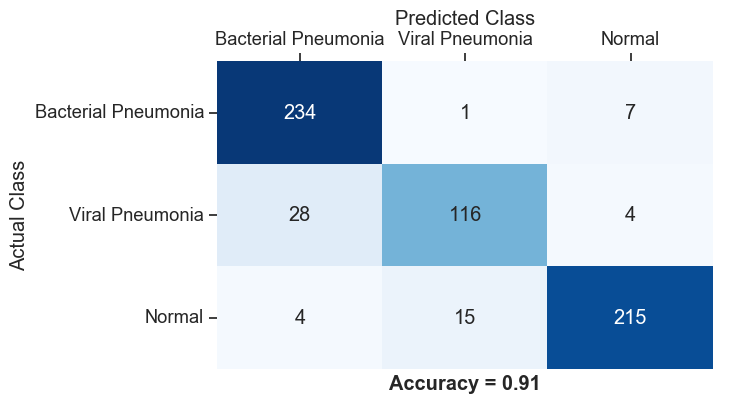 Predicted Class
Bacterial Pneumonia Viral Pneumonia Normal
Actual Class
Bacterial Pneumonia 234 1 7
Viral Pneumonia 28 116 4
Normal 4 15 215
Accuracy = 0.91